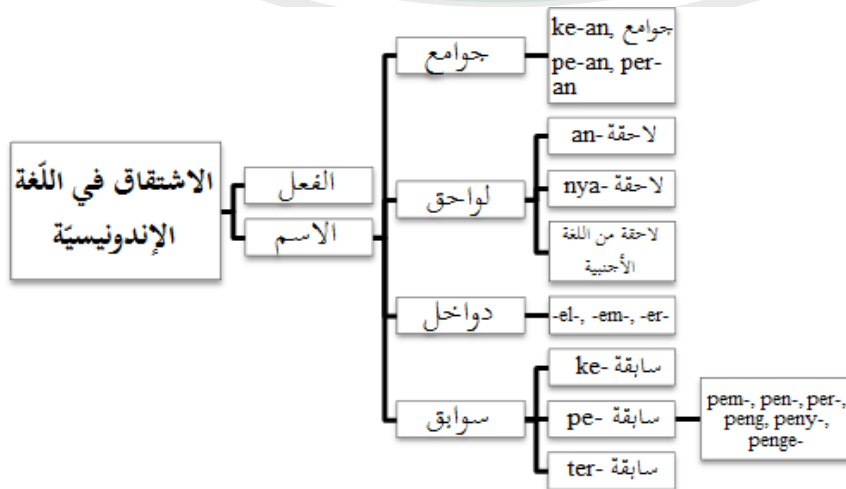 الاشتقاق في اللّغة
الإندونيسيّة
الفعل
الاسم
جوامع
جوامع ke-an,
pe-an, per-
an
لواحق
لاحقة -an
لاحقة -nya
لاحقة من اللغة
الأجنبية
دواخل
-el-, -em-, -er-
سوابق
سابقة ke-
سابقة pe-
pem-, pen-, per-,
peng, peny-,
penge-
سابقة ter-